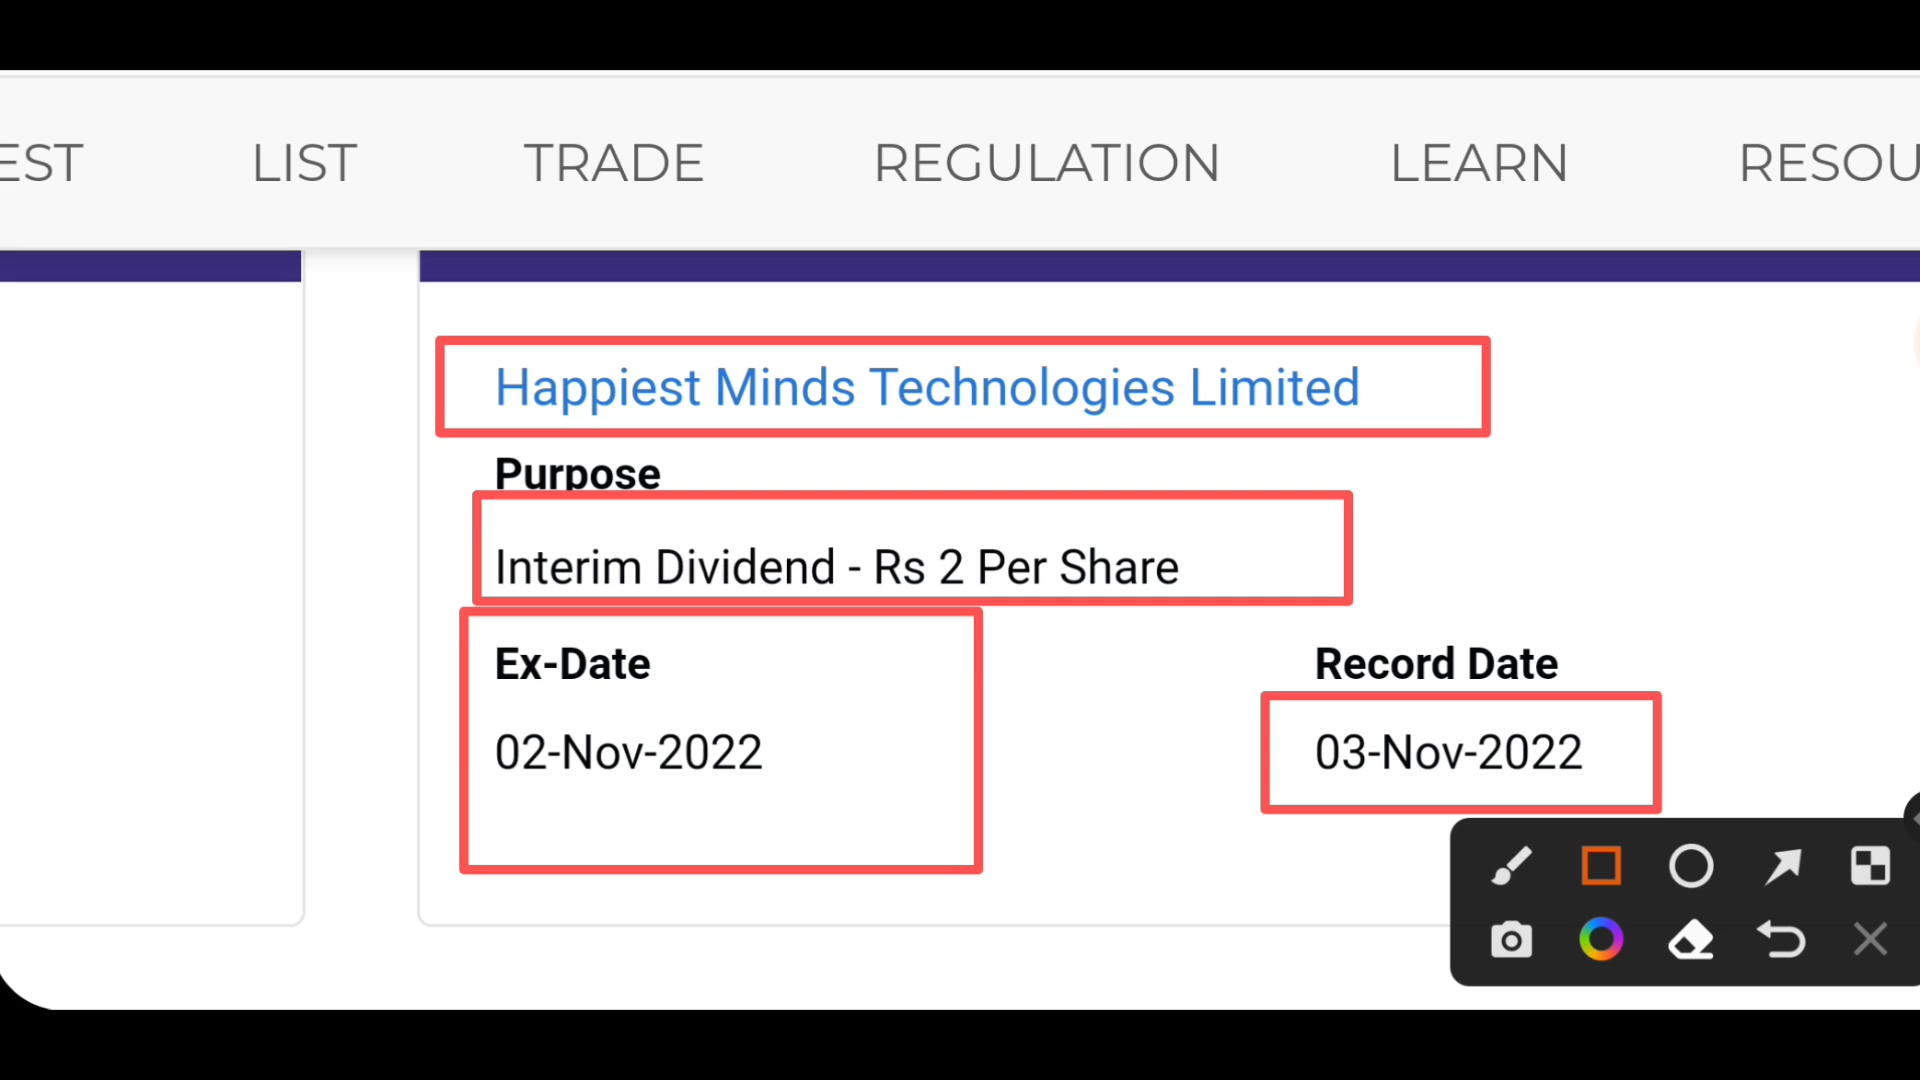 EST LIST TRADE REGULATION LEARN RESOU
Happiest Minds Technologies Limited
Purpose
Interim Dividend - Rs 2 Per Share
Ex-Date Record Date
02-Nov-2022 03-Nov-2022